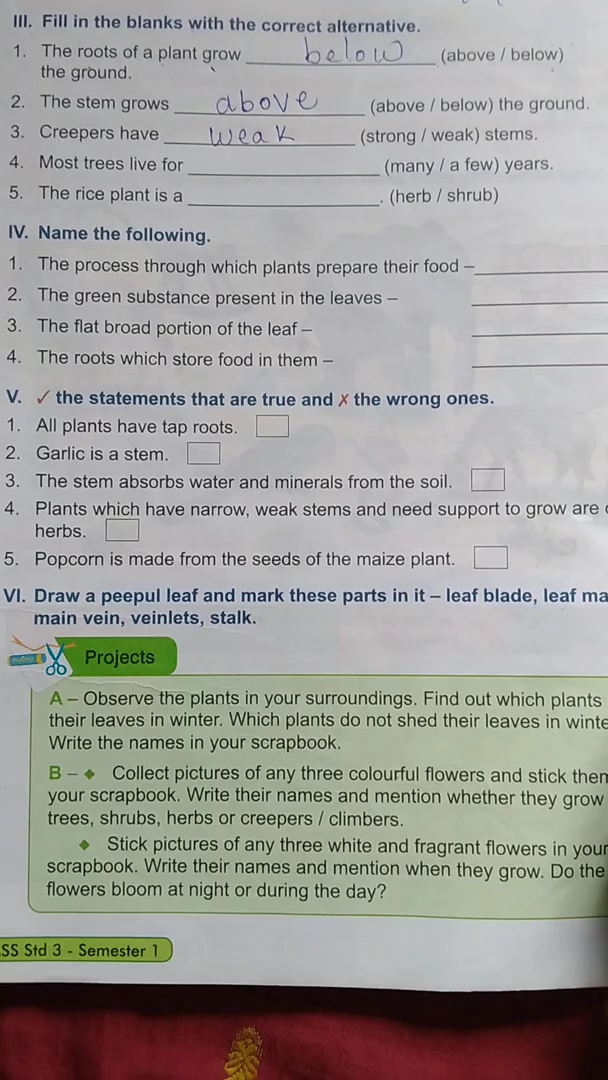 III. Fill in the blanks with the correct alternative.
1. The roots of a plant grow below (above / below)
the ground.
2. The stem grows above (above / below) the ground.
3. Creepers have weak (strong / weak) stems.
4. Most trees live for ____________ (many / a few) years.
5. The rice plant is a ____________. (herb / shrub)
IV. Name the following.
1. The process through which plants prepare their food –
2. The green substance present in the leaves –
3. The flat broad portion of the leaf –
4. The roots which store food in them –
V. ✓ the statements that are true and ✗ the wrong ones.
1. All plants have tap roots.
2. Garlic is a stem.
3. The stem absorbs water and minerals from the soil.
4. Plants which have narrow, weak stems and need support to grow are
herbs.
5. Popcorn is made from the seeds of the maize plant.
VI. Draw a peepul leaf and mark these parts in it – leaf blade, leaf ma
main vein, veinlets, stalk.
Projects
A – Observe the plants in your surroundings. Find out which plants
their leaves in winter. Which plants do not shed their leaves in winte
Write the names in your scrapbook.
B – ◆ Collect pictures of any three colourful flowers and stick them
your scrapbook. Write their names and mention whether they grow
trees, shrubs, herbs or creepers / climbers.
◆ Stick pictures of any three white and fragrant flowers in your
scrapbook. Write their names and mention when they grow. Do the
flowers bloom at night or during the day?
SS Std 3 - Semester 1